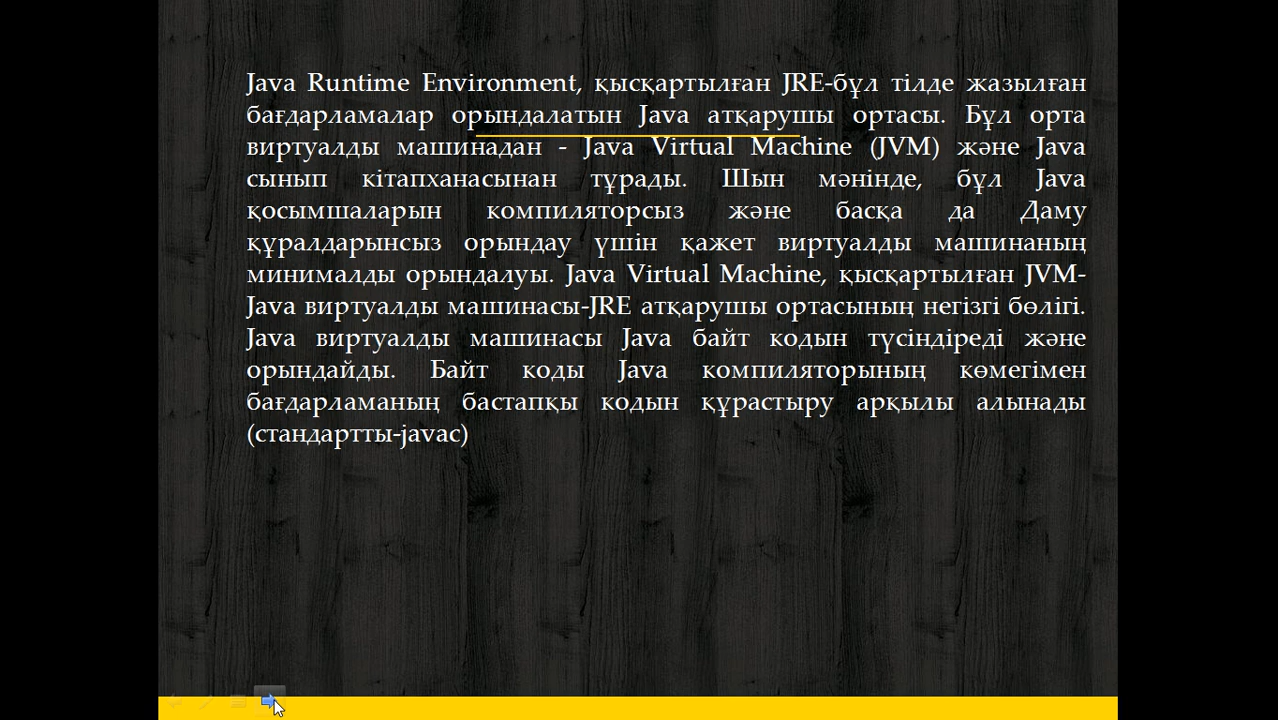 Java Runtime Environment, қысқартылған JRE-бұл тілде жазылған
бағдарламалар орындалатын Java атқарушы ортасы. Бұл орта
виртуалды машинадан - Java Virtual Machine (JVM) және Java
сынып кітапханасынан тұрады. Шын мәнінде, бұл Java
қосымшаларын компиляторсыз және басқа да Даму
құралдарынсыз орындау үшін қажет виртуалды машинаның
минималды орындалуы. Java Virtual Machine, қысқартылған JVM-
Java виртуалды машинасы-JRE атқарушы ортасының негізгі бөлігі.
Java виртуалды машинасы Java байт кодын түсіндіреді және
орындайды. Байт коды Java компиляторының көмегімен
бағдарламаның бастапқы кодын құрастыру арқылы алынады
(стандартты-javac)